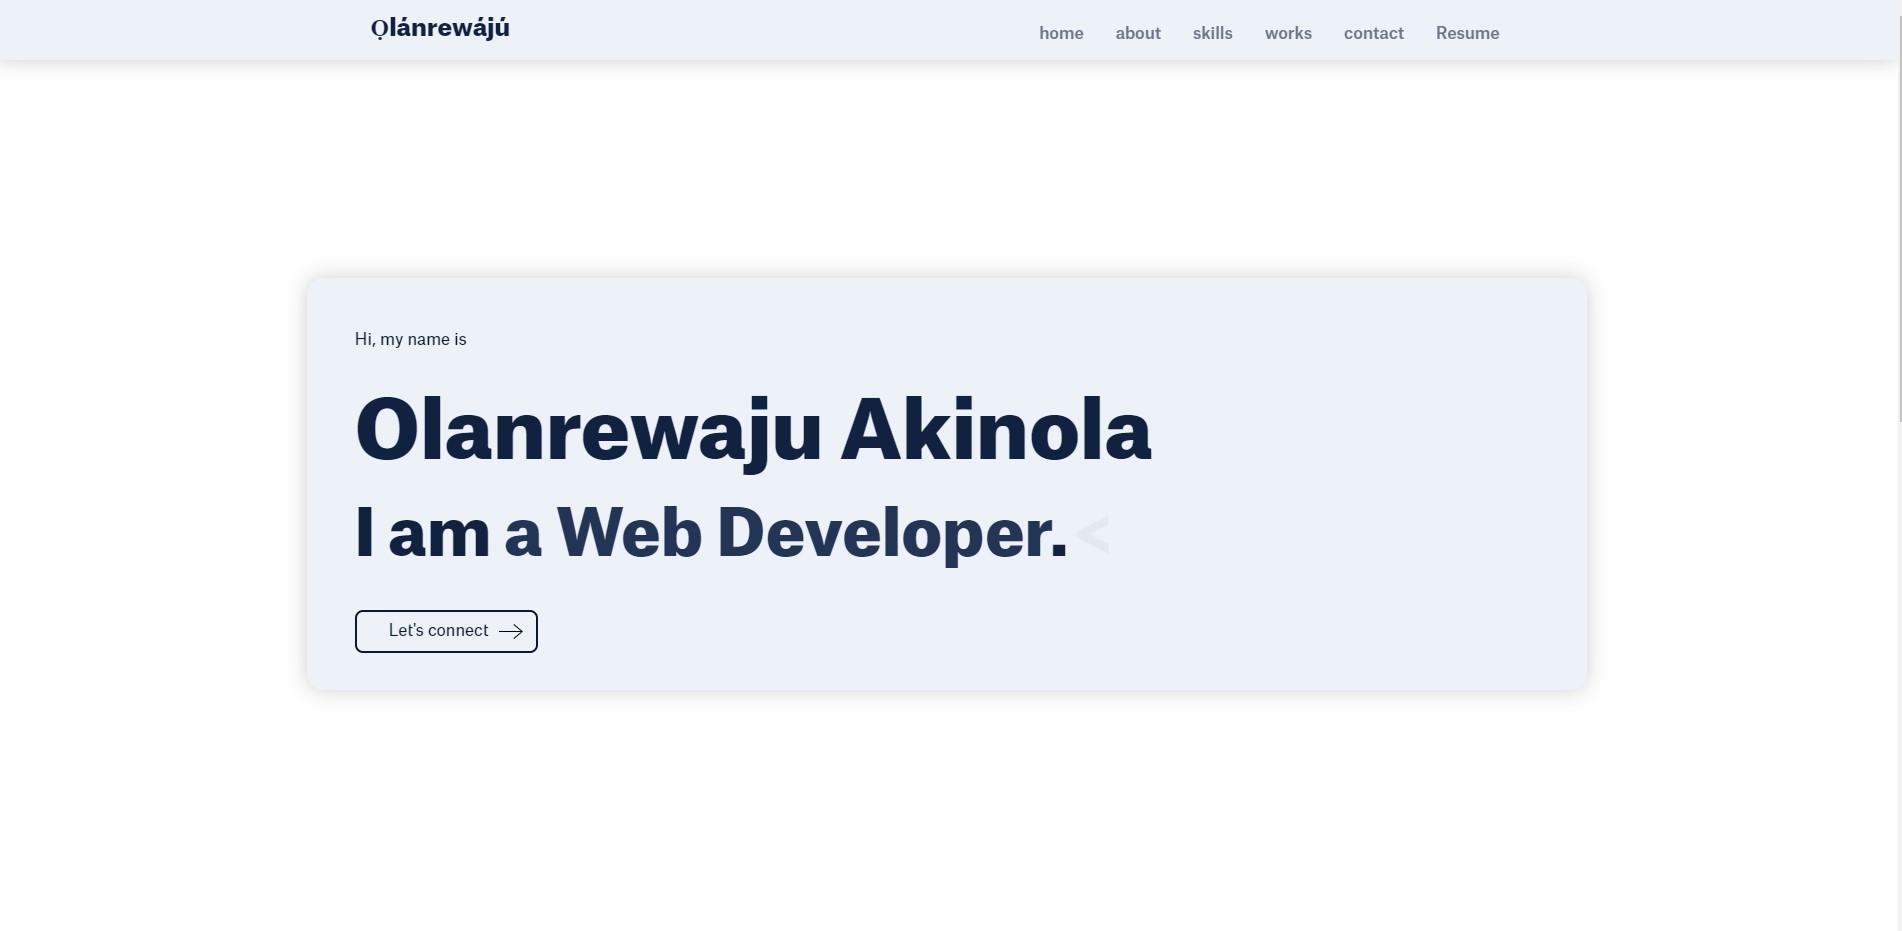 Ọlánrewájú
home about skills works contact Resume
Hi, my name is
Olanrewaju Akinola
I am a Web Developer.<
Let's connect